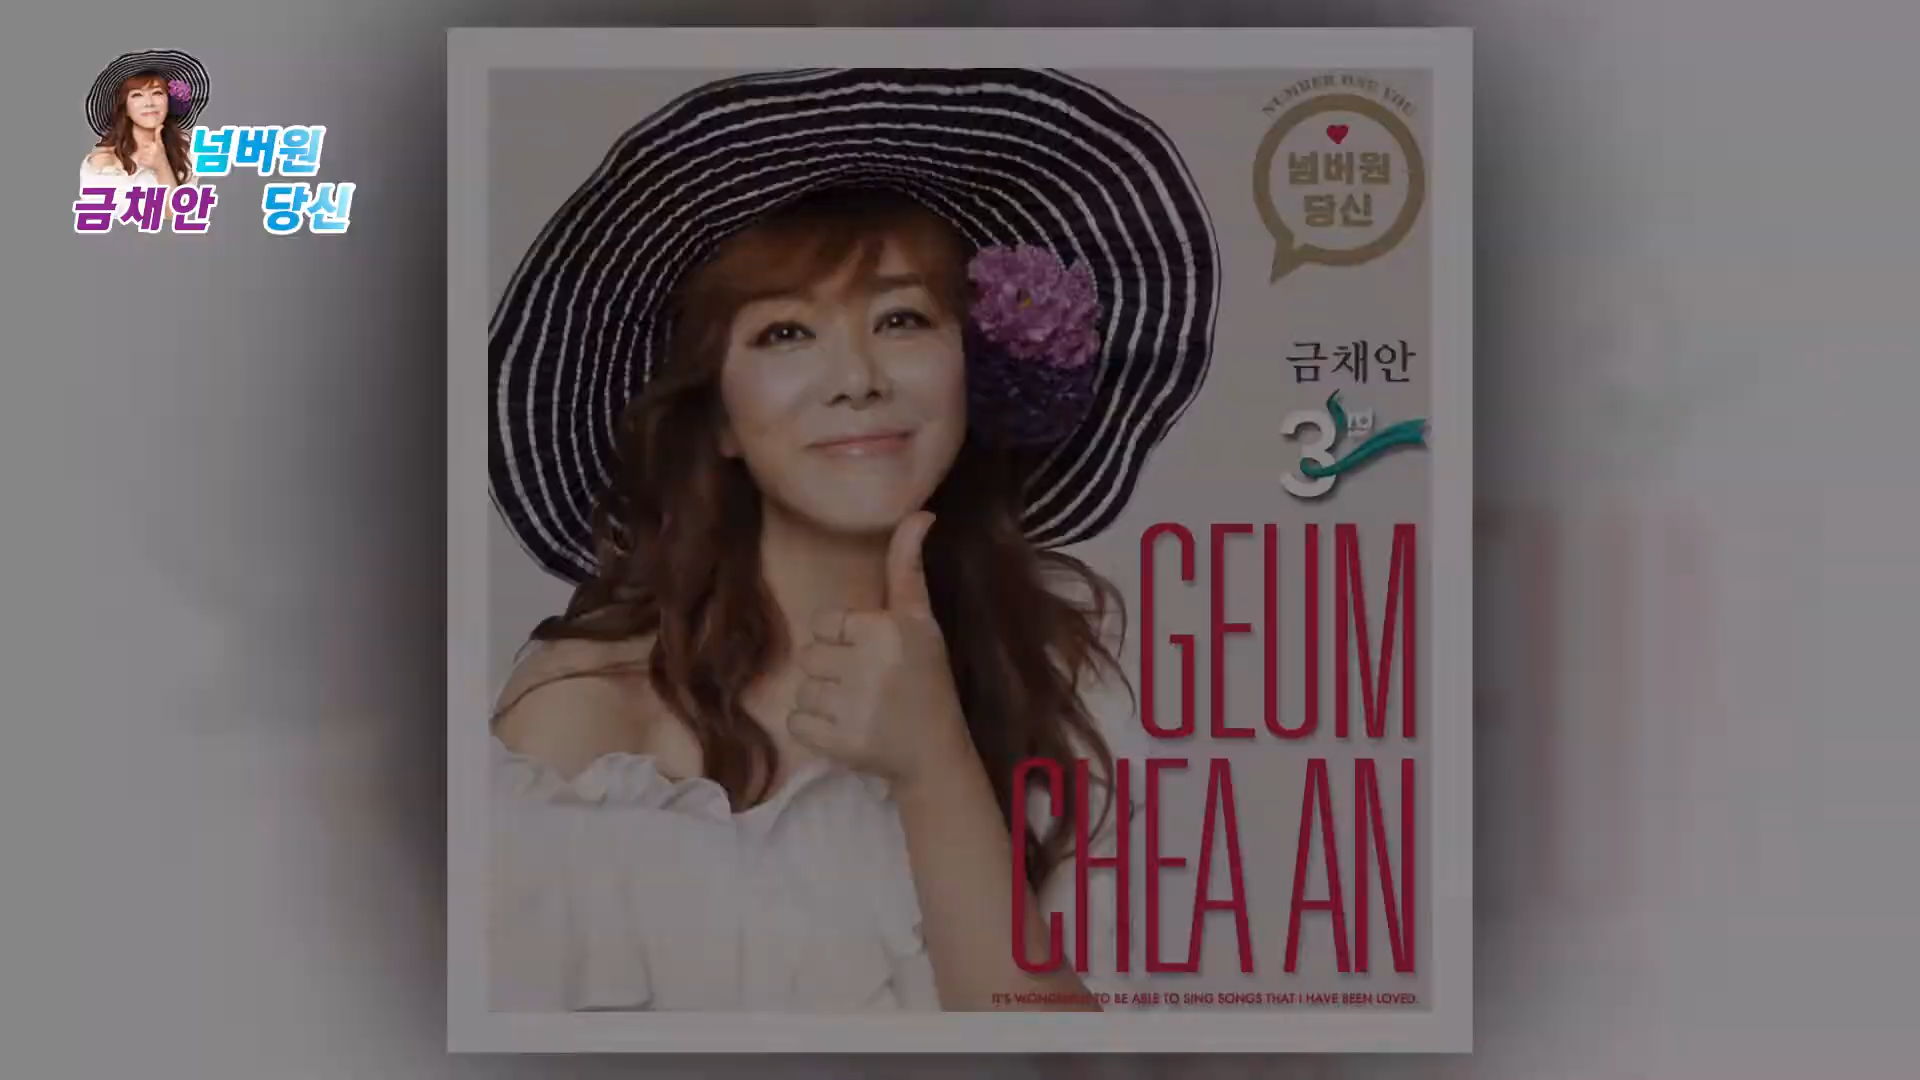 넘버원
금채안 당신
NUMBER ONE YOU
넘버원
당신
금채안
3
GEUM
CHEA AN
IT'S WONDERFUL TO BE ABLE TO SING SONGS THAT I HAVE BEEN LOVED.